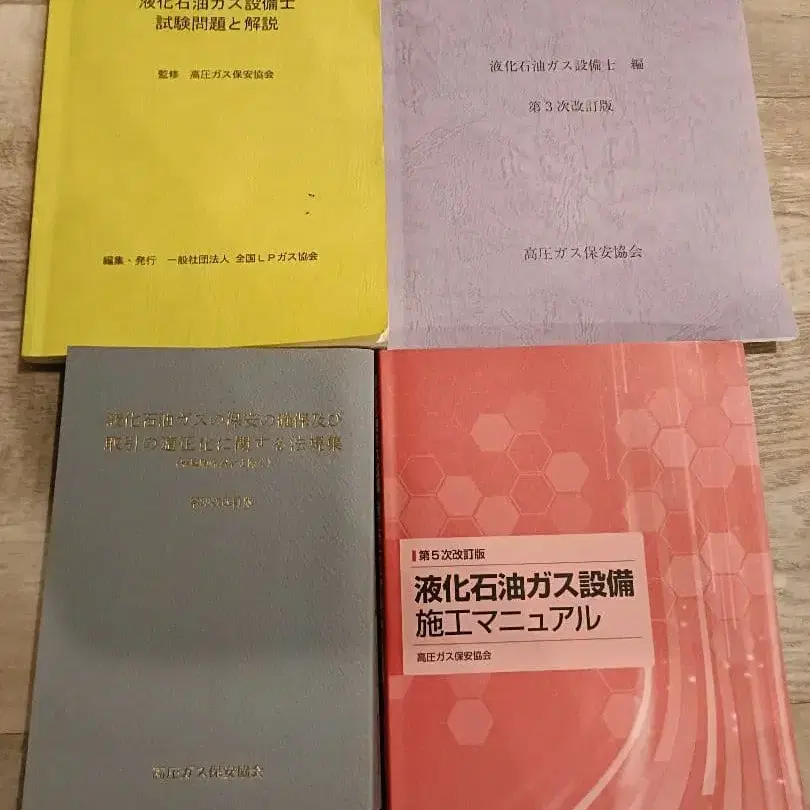 液化石油ガス設備士
試験問題と解説
監修 高圧ガス保安協会
編集・発行 一般社団法人 全国LPガス協会
液化石油ガス設備士 編
第3次改訂版
高圧ガス保安協会
液化石油ガスの保安の確保及び
取引の適正化に関する法規集
高圧ガス保安協会
第5次改訂版
液化石油ガス設備
施工マニュアル
高圧ガス保安協会